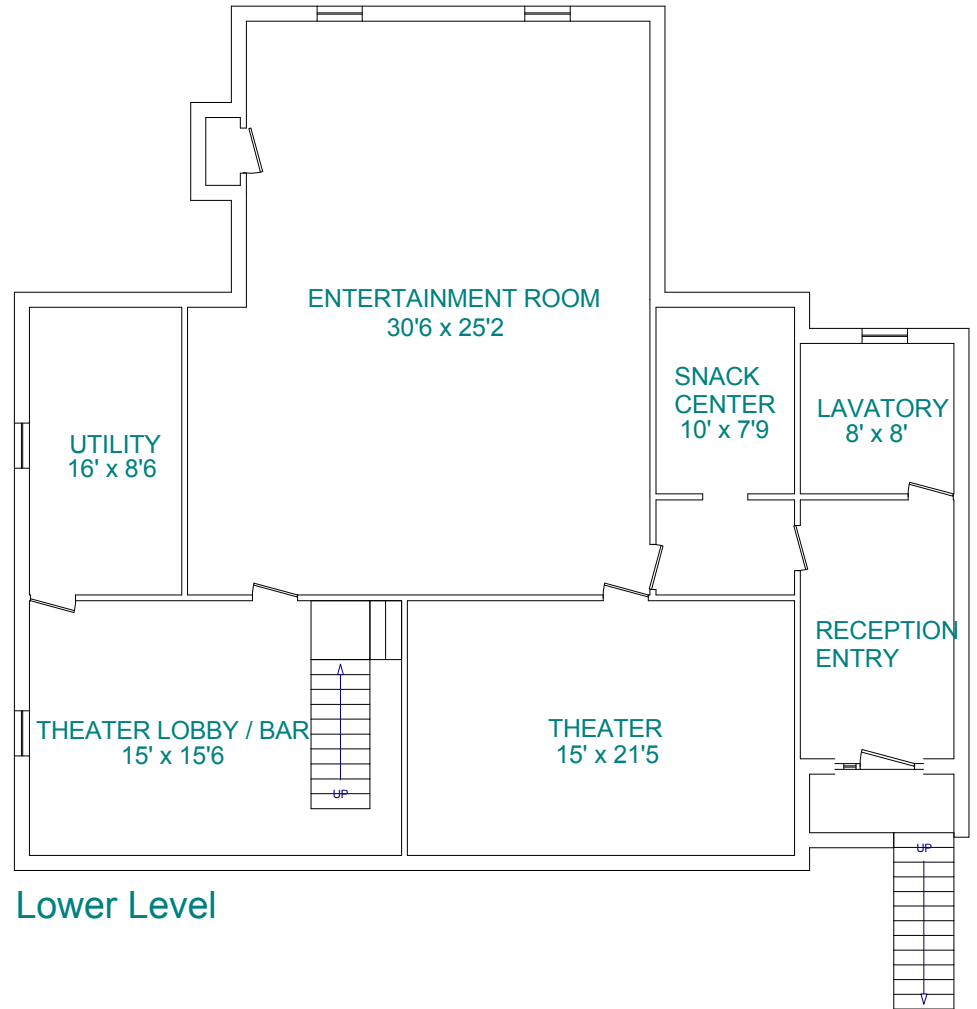 ENTERTAINMENT ROOM
30'6 x 25'2
SNACK
CENTER
10' x 7'9
LAVATORY
8' x 8'
UTILITY
16' x 8'6
RECEPTION
ENTRY
THEATER LOBBY / BAR
15' x 15'6
THEATER
15' x 21'5
UP
UP
Lower Level